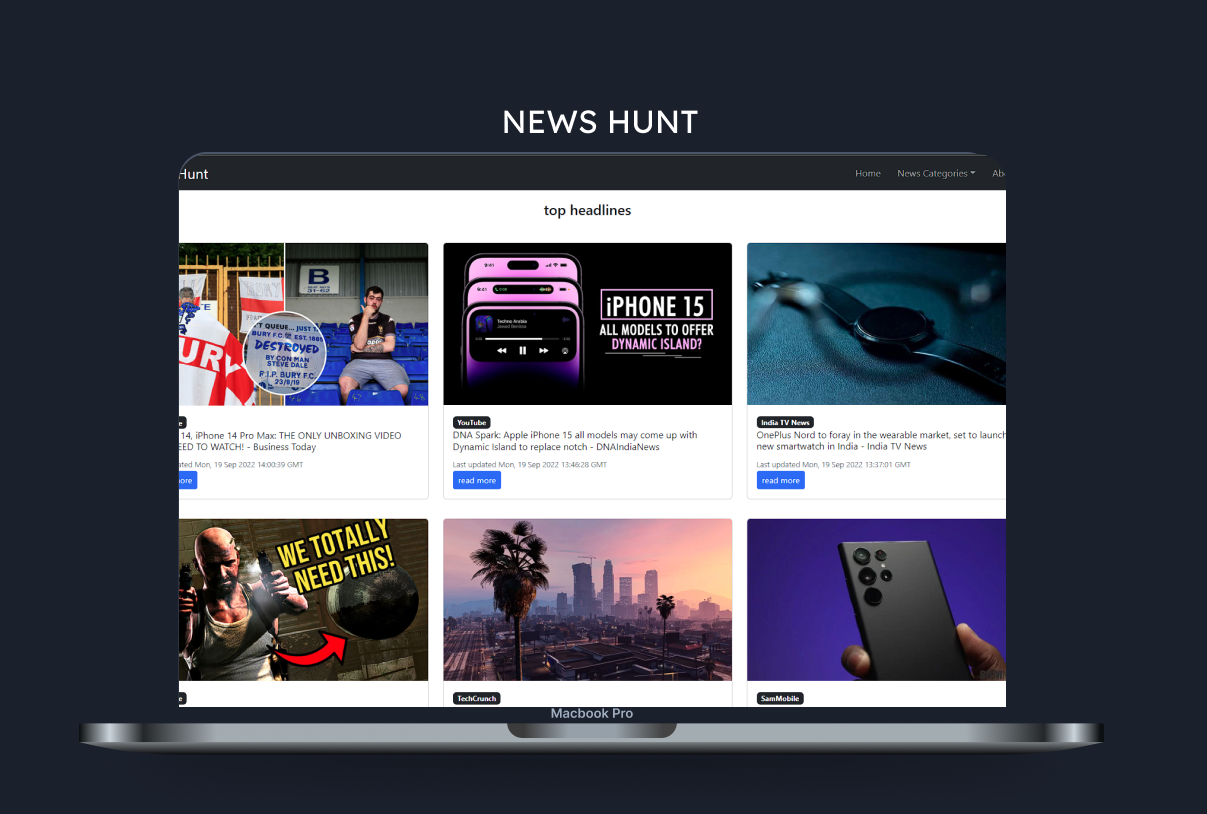 NEWS HUNT
Hunt
Home
News Categories
top headlines
B
T QUEUE... JUST
BURY F.C. EST. 1885
DESTROYED
BY CON MAN
STEVE DALE
R.I.P. BURY F.C.
23/8/19
URY
9:41
9:41
Techno Arabia
IPHONE 15
ALL MODELS TO OFFER
DYNAMIC ISLAND?
14, iPhone 14 Pro Max: THE ONLY UNBOXING VIDEO
TO WATCH! - Business Today
Mon, 19 Sep 2022 14:00:39 GMT
YouTube
DNA Spark: Apple iPhone 15 all models may come up with
Dynamic Island to replace notch - DNAIndiaNews
Last updated Mon, 19 Sep 2022 13:46:28 GMT
read more
India TV News
OnePlus Nord to foray in the wearable market, set to launch
new smartwatch in India - India TV News
Last updated Mon, 19 Sep 2022 13:37:01 GMT
read more
WE TOTALLY
NEED THIS!
TechCrunch
SamMobile
Macbook Pro